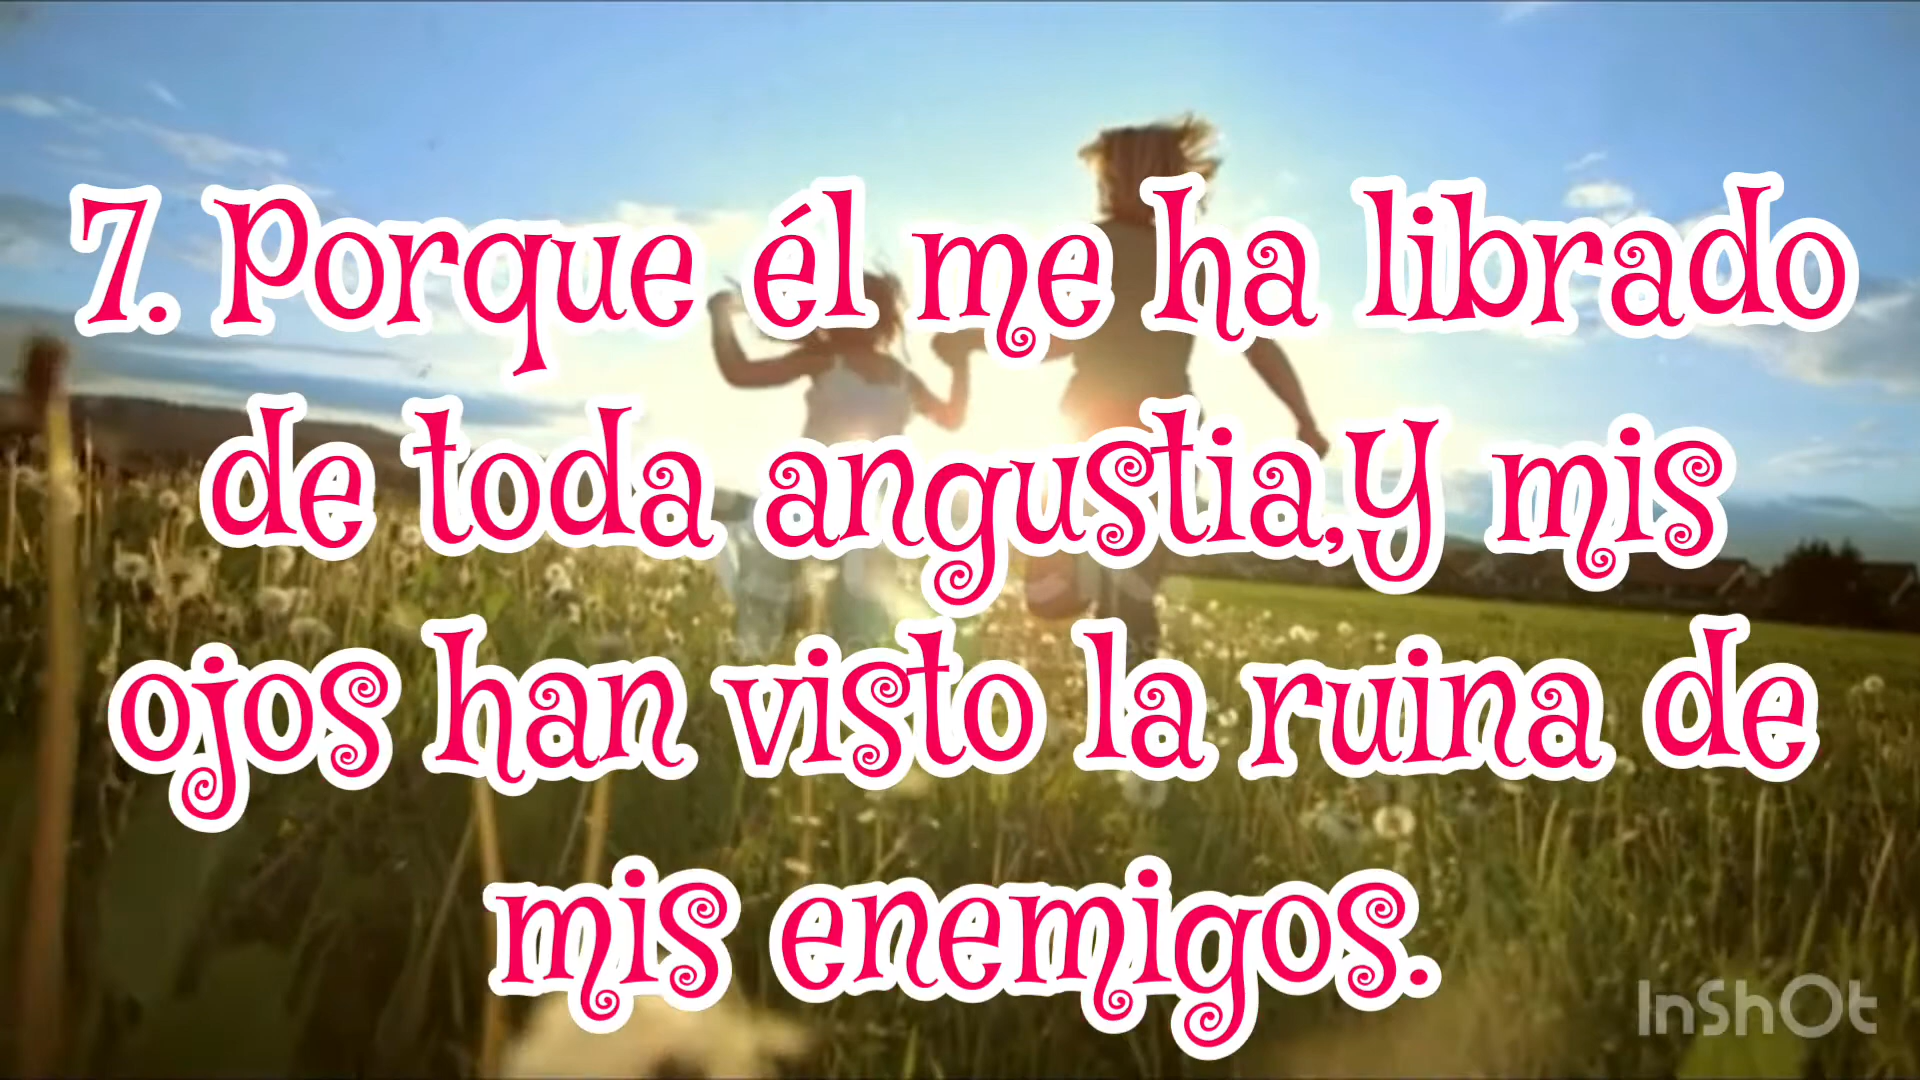 7. Porque él me ha librado
de toda angustia,Y mis
ojos han visto la ruina de
mis enemigos.
InShOt